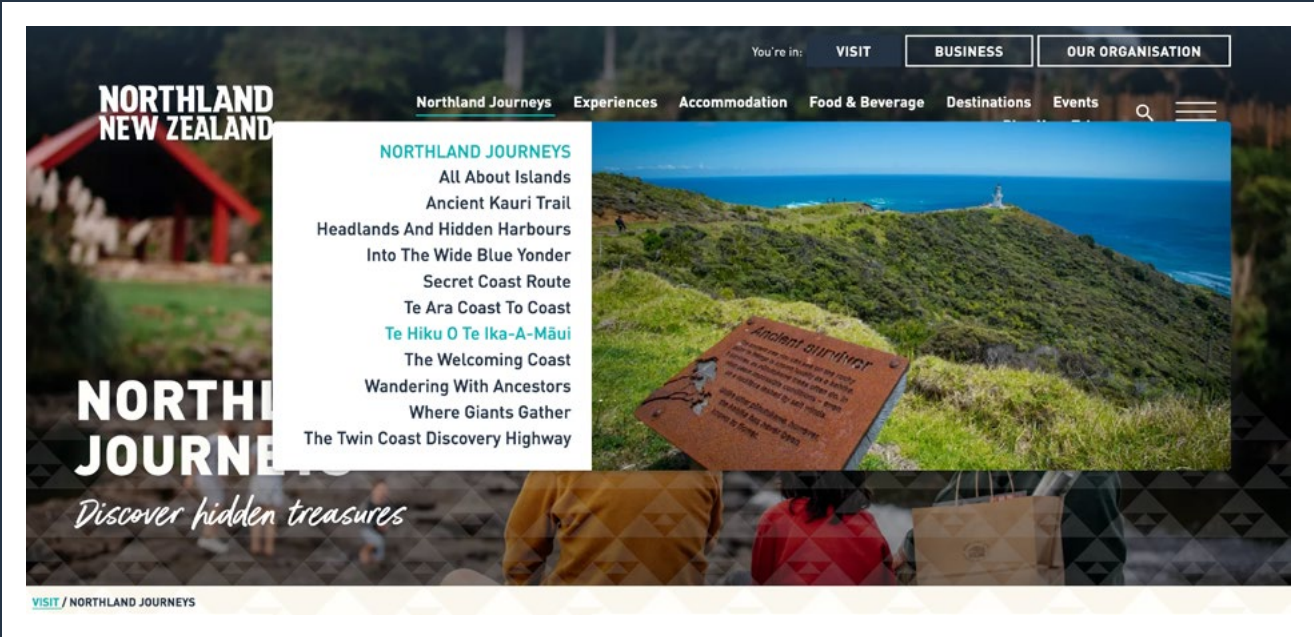 You're in:
VISIT
BUSINESS
OUR ORGANISATION
NORTHLAND
NEW ZEALAND
Northland Journeys
Experiences
Accommodation
Food & Beverage
Destinations
Events
NORTHLAND JOURNEYS
All About Islands
Ancient Kauri Trail
Headlands And Hidden Harbours
Into The Wide Blue Yonder
Secret Coast Route
Te Ara Coast To Coast
Te Hiku O Te Ika-A-Māui
The Welcoming Coast
Wandering With Ancestors
Where Giants Gather
The Twin Coast Discovery Highway
Ancient survivor
Discover hidden treasures
VISIT / NORTHLAND JOURNEYS